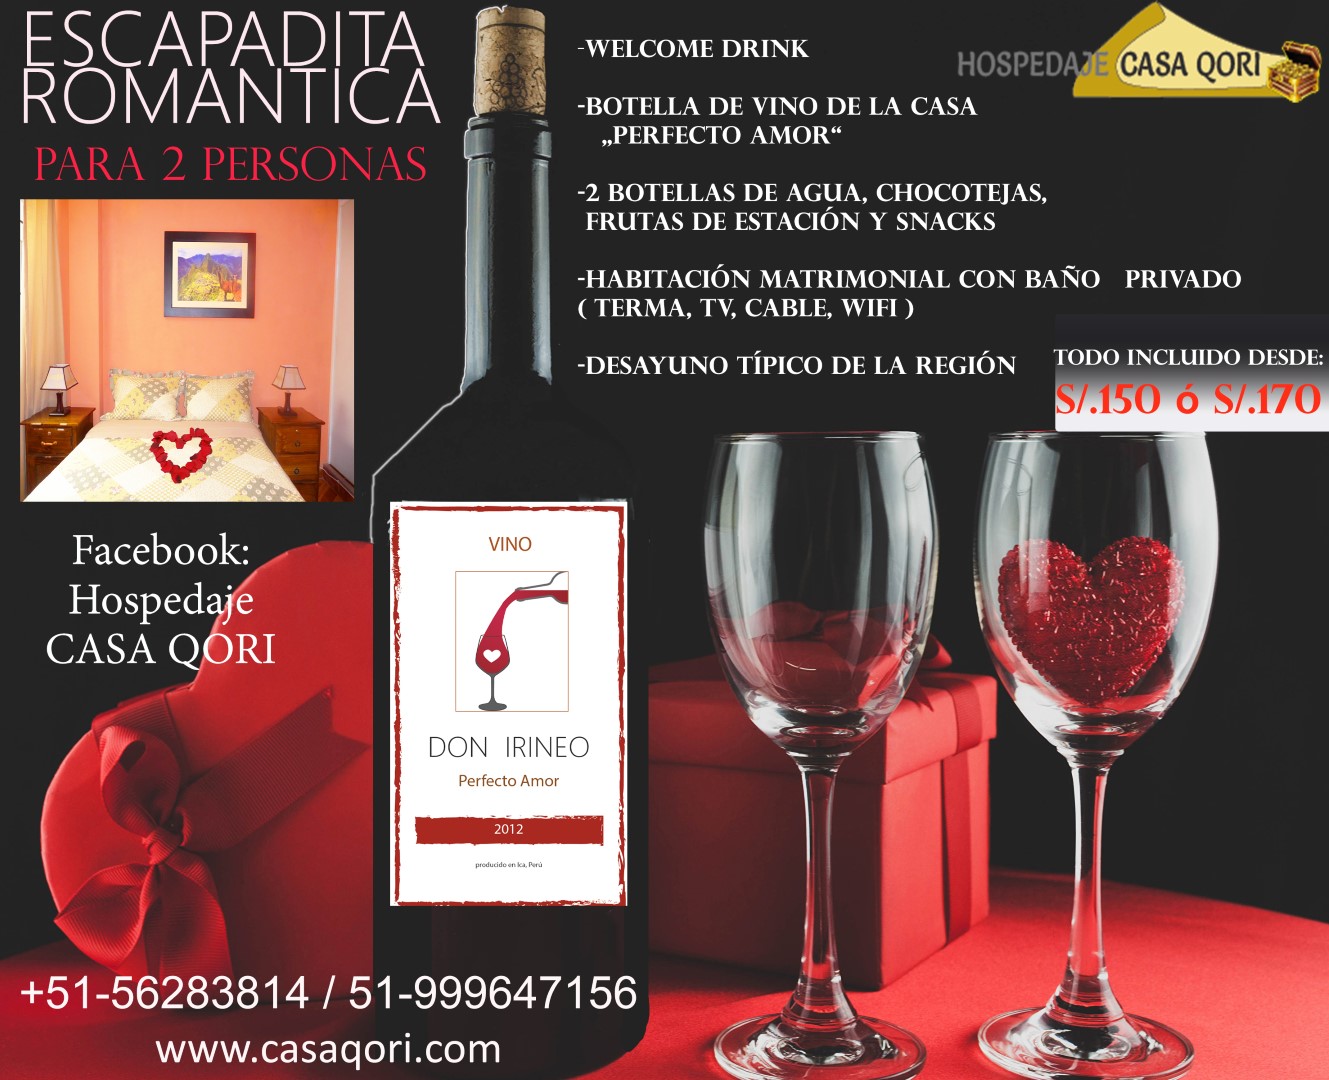 ESCAPADITA
ROMANTICA
PARA 2 PERSONAS
-WELCOME DRINK
-BOTELLA DE VINO DE LA CASA
„PERFECTO AMOR“
-2 BOTELLAS DE AGUA, CHOCOTEJAS,
FRUTAS DE ESTACIÓN Y SNACKS
-HABITACIÓN MATRIMONIAL CON BAÑO PRIVADO
( TERMA, TV, CABLE, WIFI )
-DESAYUNO TÍPICO DE LA REGIÓN
HOSPEDAJE CASA QORI
TODO INCLUIDO DESDE:
S/.150 ó S/.170
Facebook:
Hospedaje
CASA QORI
VINO
DON IRINEO
Perfecto Amor
2012
producido en Ica, Perú
+51-56283814 / 51-999647156
www.casaqori.com